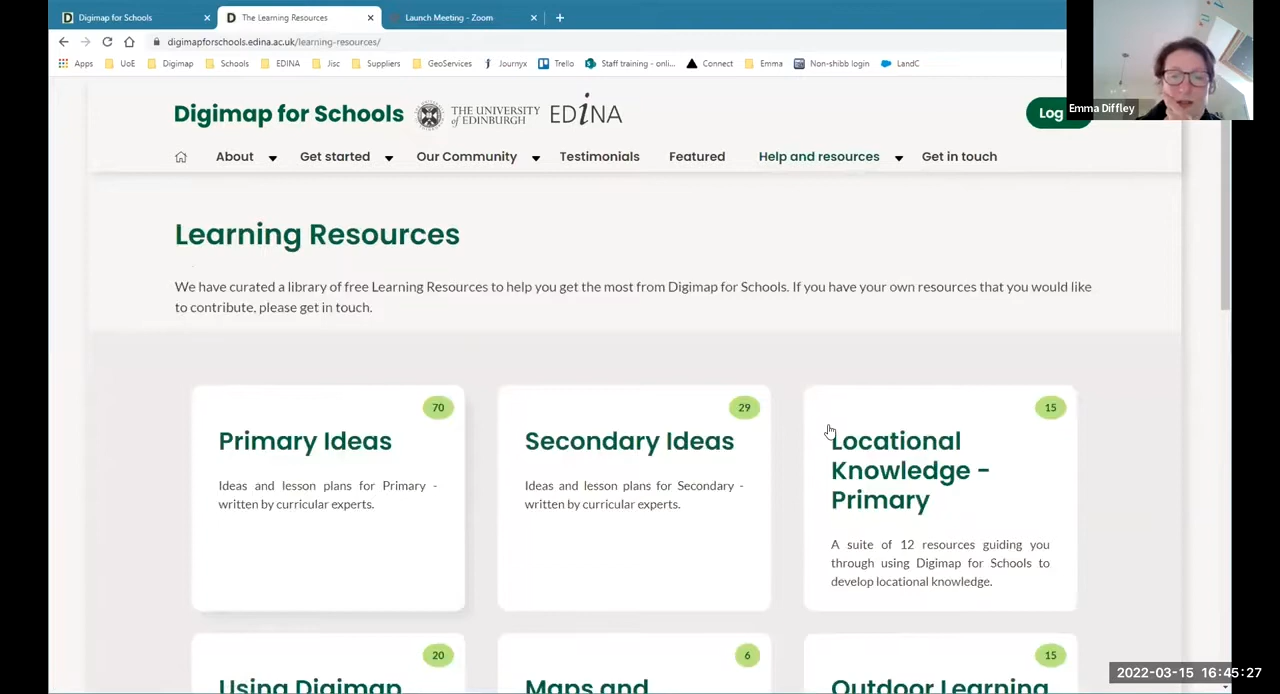 Digimap for Schools
The Learning Resources
Launch Meeting - Zoom
digimapforschools.edina.ac.uk/learning-resources/
Apps UoE Digimap Schools EDINA Jisc Suppliers GeoServices Journyx Trello Staff training - onli... Connect Emma Non-shibb login LandC
Emma Diffley
Digimap for Schools THE UNIVERSITY of EDINBURGH EDINA
Log
About Get started Our Community Testimonials Featured Help and resources Get in touch
Learning Resources
We have curated a library of free Learning Resources to help you get the most from Digimap for Schools. If you have your own resources that you would like
to contribute, please get in touch.
70
Primary Ideas
Ideas and lesson plans for Primary -
written by curricular experts.
29
Secondary Ideas
Ideas and lesson plans for Secondary -
written by curricular experts.
15
Locational
Knowledge -
Primary
A suite of 12 resources guiding you
through using Digimap for Schools to
develop locational knowledge.
20
Using Digimap
6
Maps and
15
Outdoor Learning
2022-03-15 16:45:27